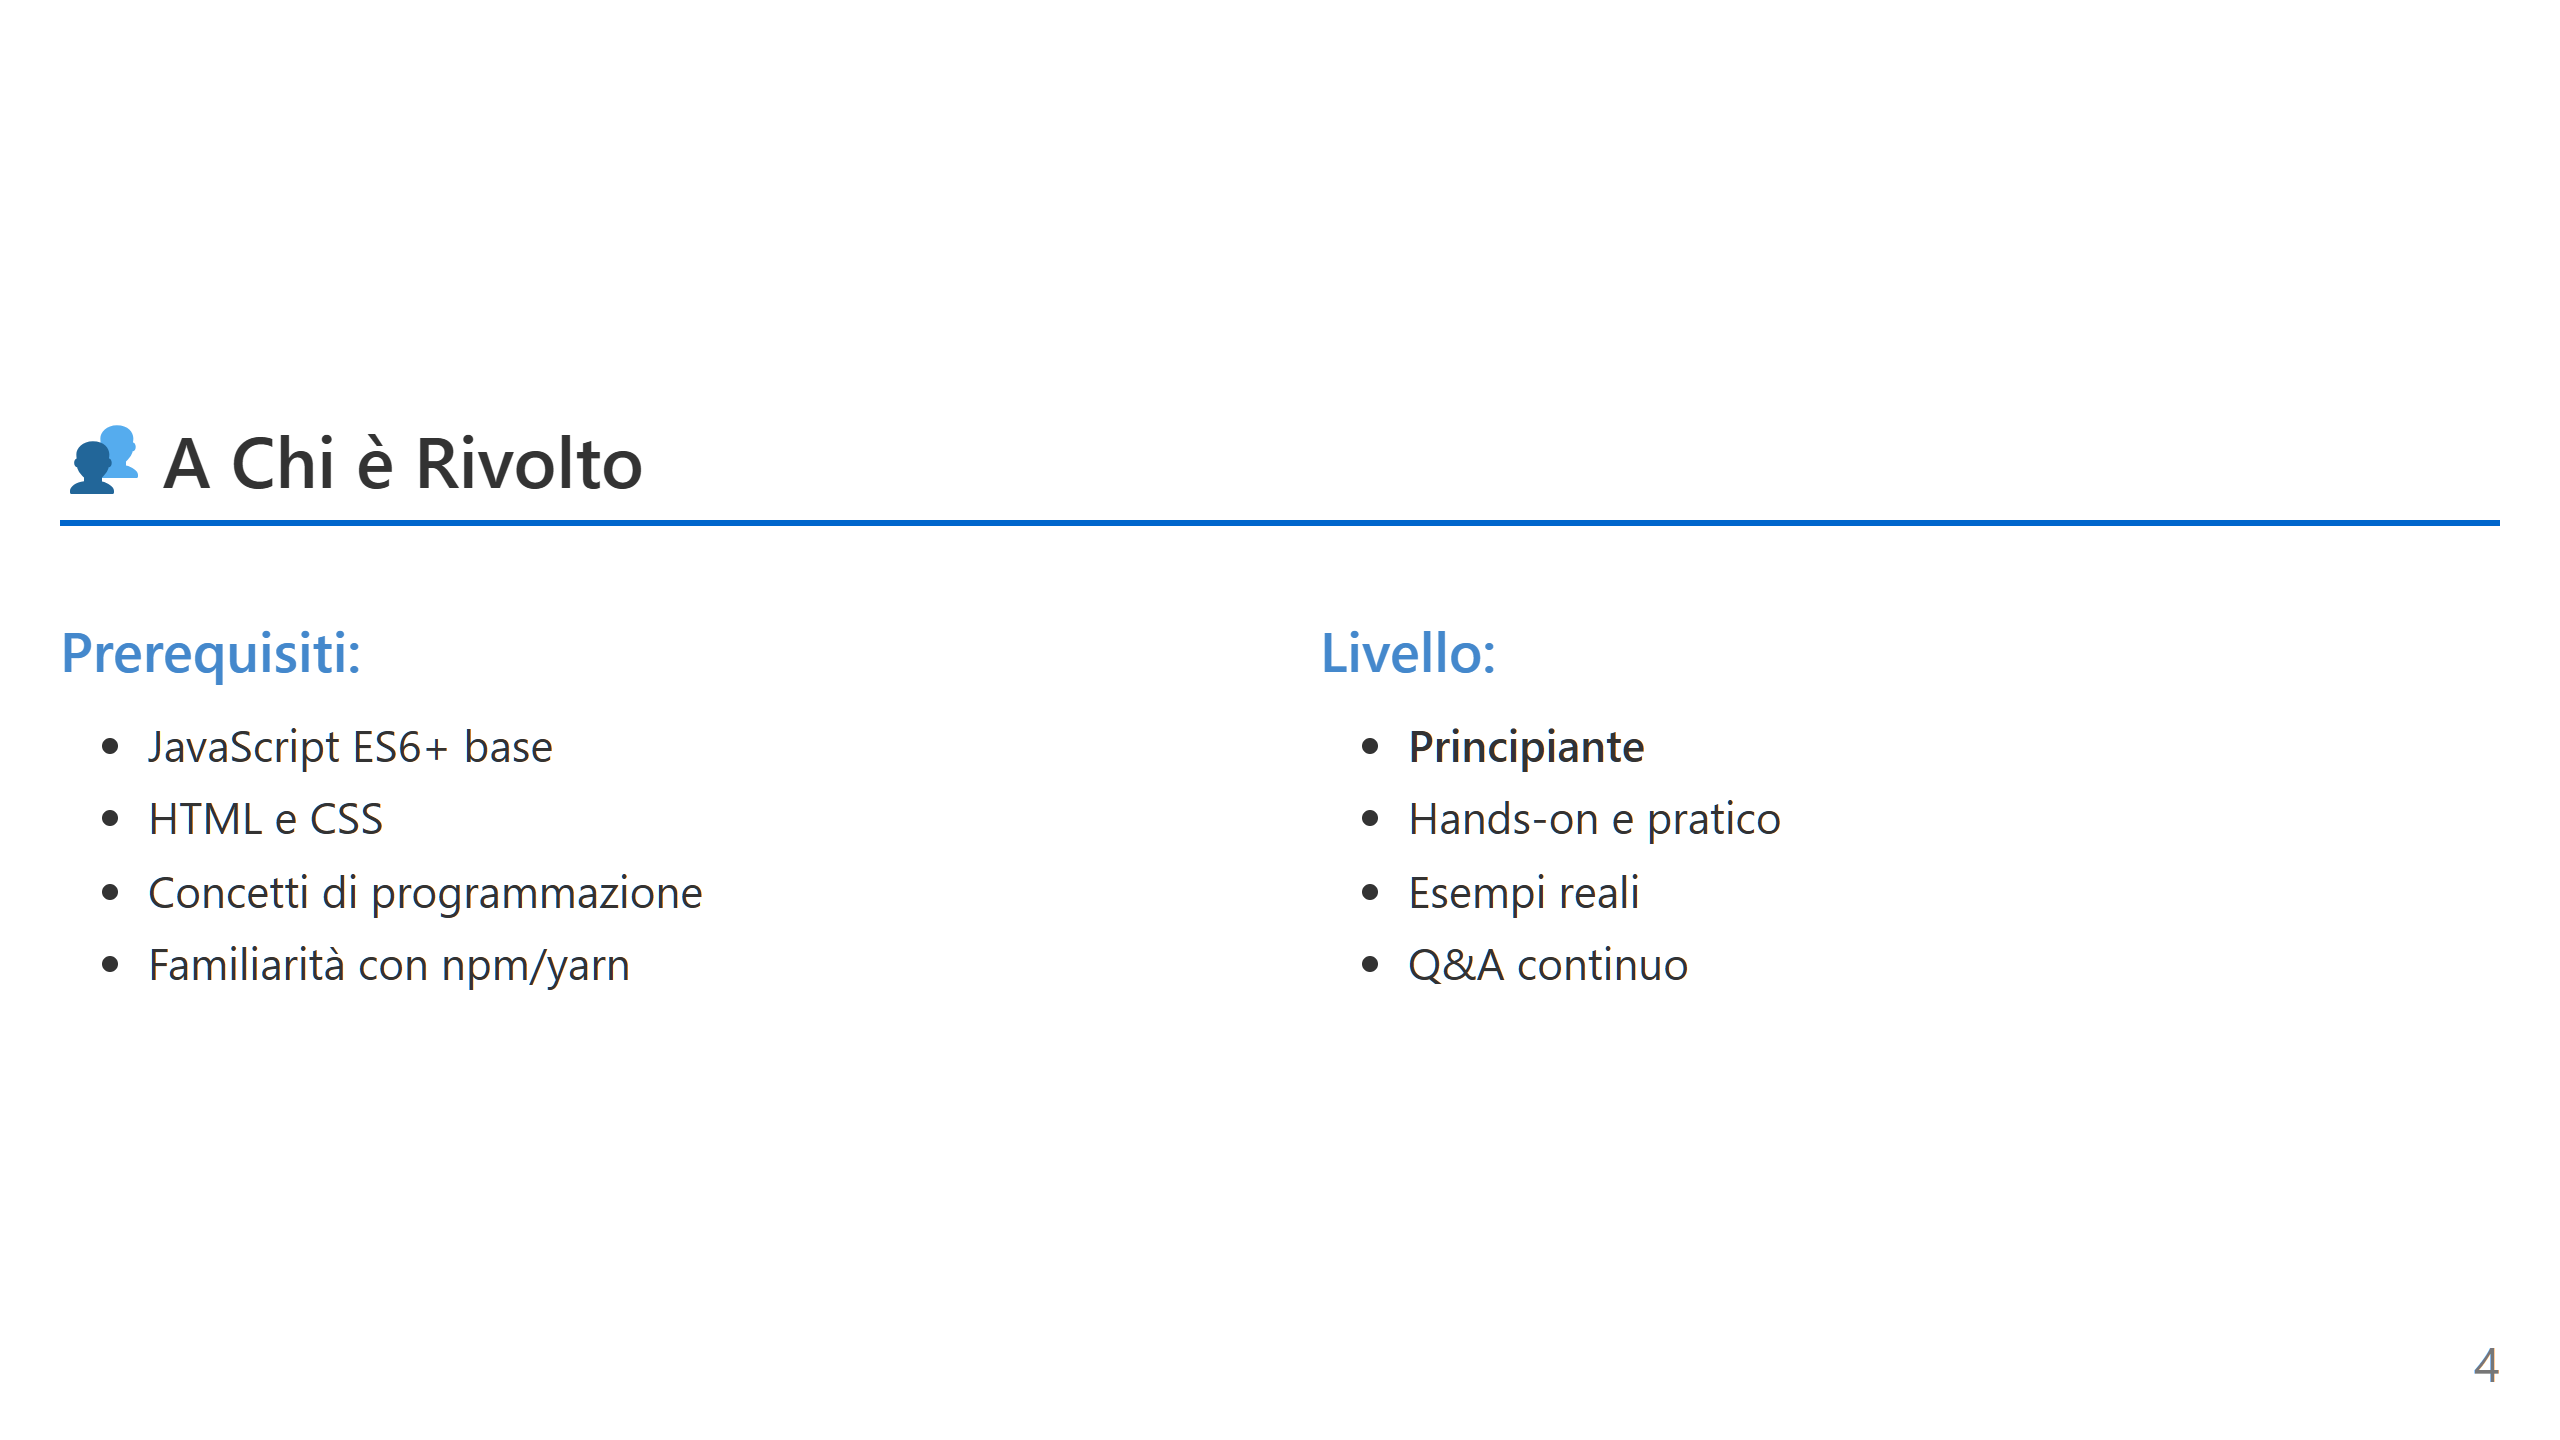 A Chi è Rivolto
Prerequisiti:
JavaScript ES6+ base
HTML e CSS
Concetti di programmazione
Familiarità con npm/yarn
Livello:
Principiante
Hands-on e pratico
Esempi reali
Q&A continuo
4